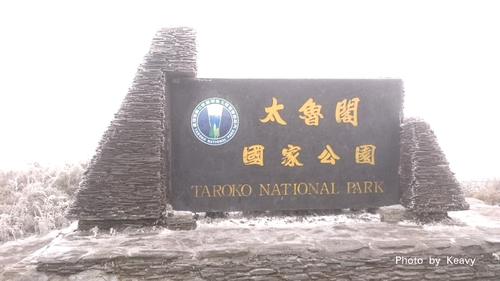 太魯閣
國家公園
TAROKO NATIONAL PARK
Photo by Keavy